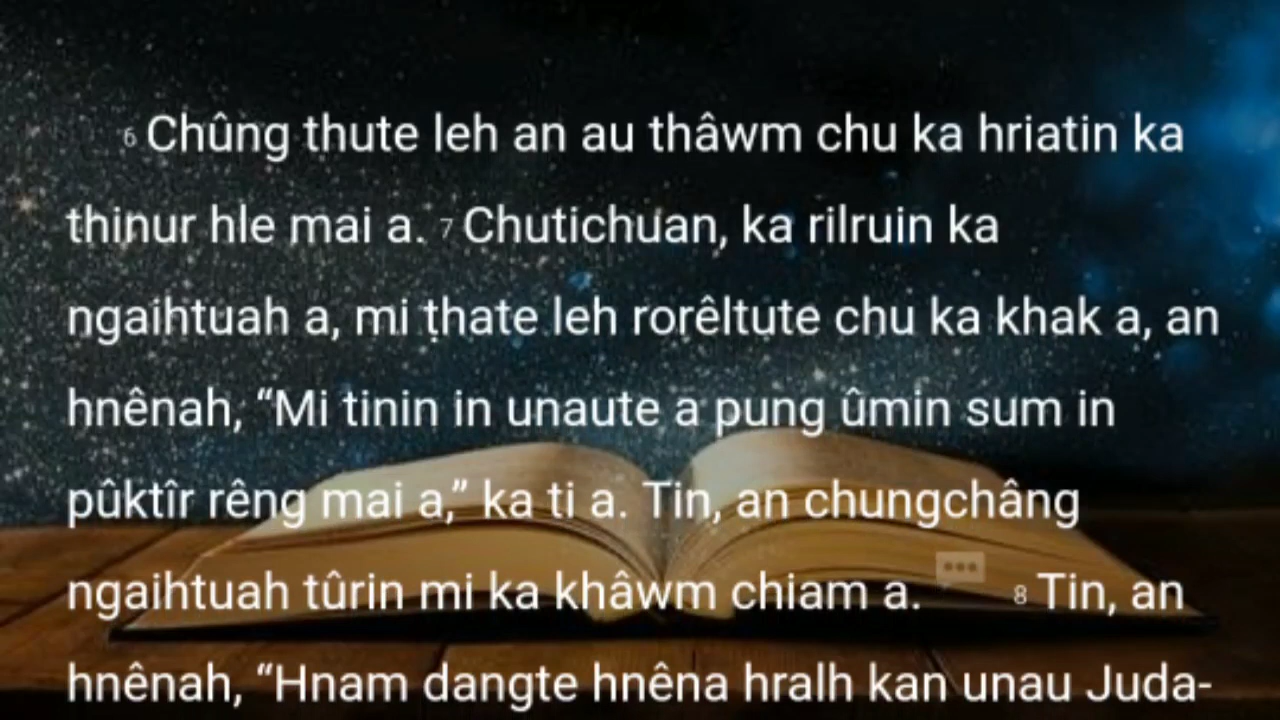 6 Chûng thute leh an au thâwm chu ka hriatin ka
thinur hle mai a. 7 Chutichuan, ka rilruin ka
ngaihtuah a, mi ṭhate leh rorêltute chu ka khak a, an
hnênah, “Mi tinin in unaute a pung ûmin sum in
pûktîr rêng mai a,” ka ti a. Tin, an chungchâng
ngaihtuah tûrin mi ka khâwm chiam a. 8 Tin, an
hnênah, “Hnam dangte hnêna hralh kan unau Juda-